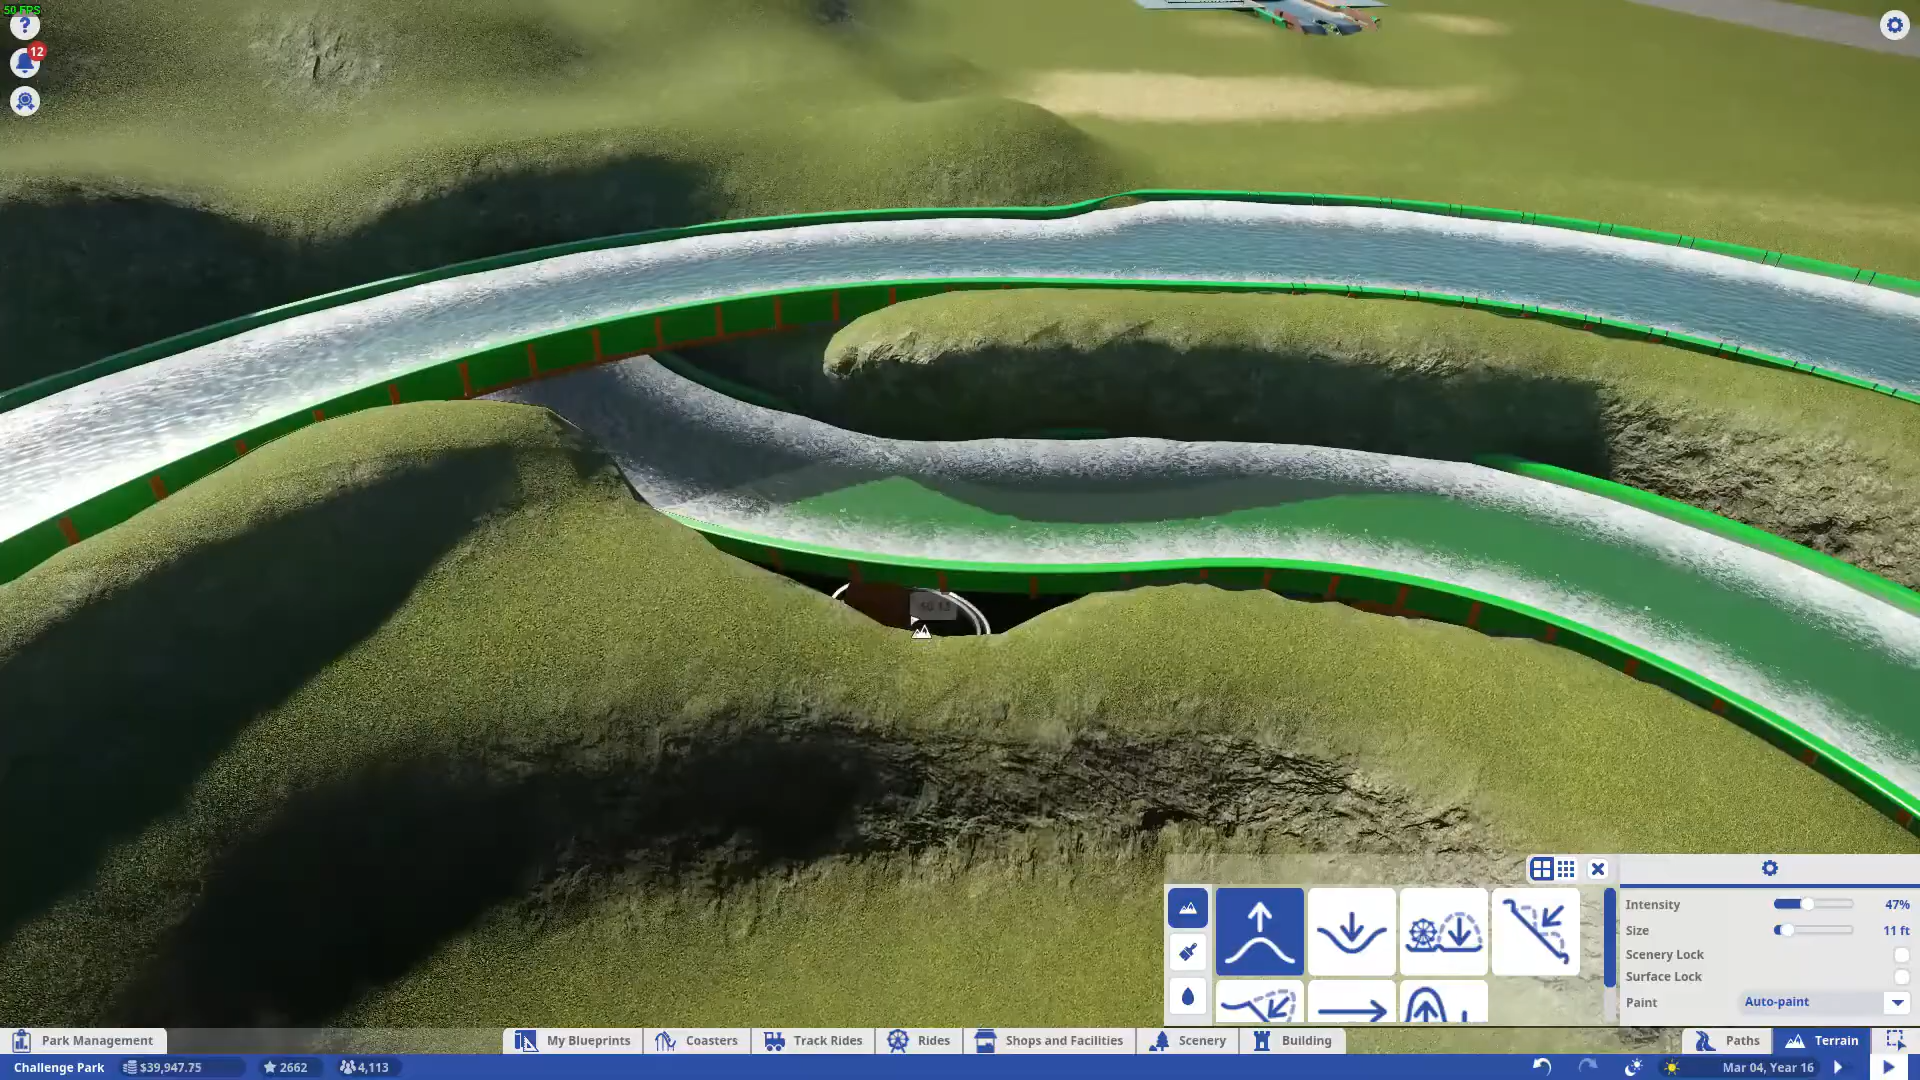 50 FPS
12
Intensity 47%
Size 11 ft
Scenery Lock
Surface Lock
Paint Auto-paint
Park Management
My Blueprints
Coasters
Track Rides
Rides
Shops and Facilities
Scenery
Building
Paths
Terrain
Challenge Park
$39,947.75
2662
4,113
Mar 04, Year 16